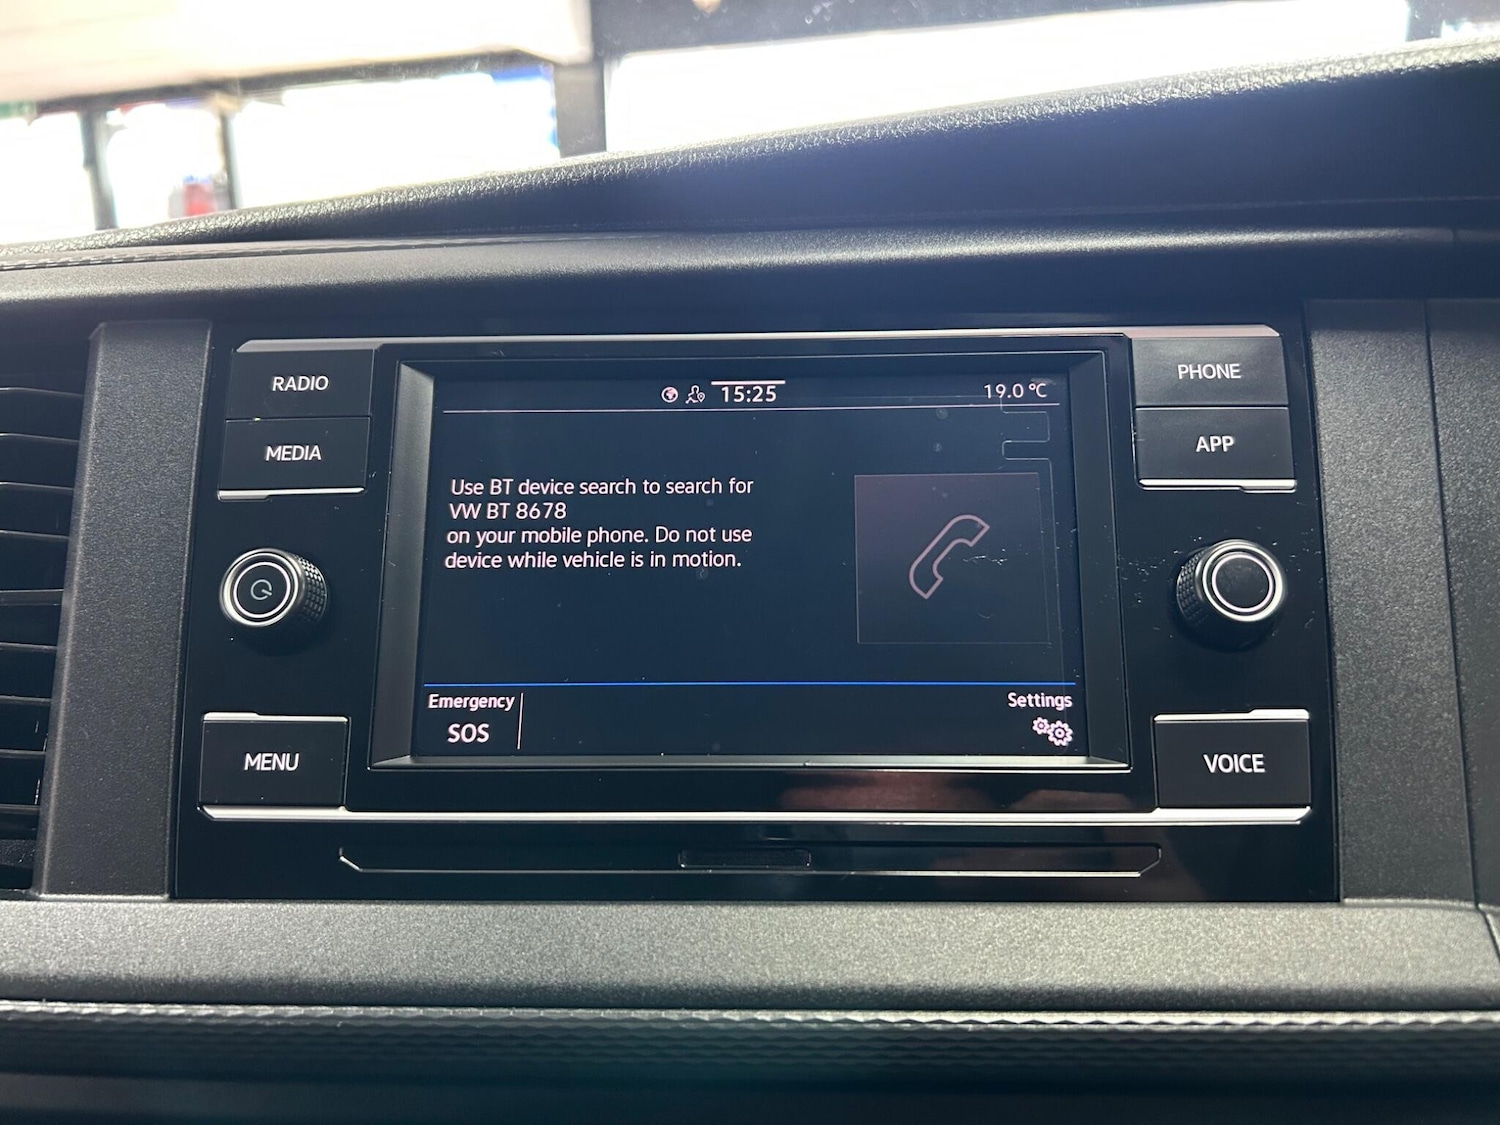 RADIO
MEDIA
MENU
15:25
19.0 °C
Use BT device search to search for
VW BT 8678
on your mobile phone. Do not use
device while vehicle is in motion.
Emergency
SOS
Settings
PHONE
APP
VOICE